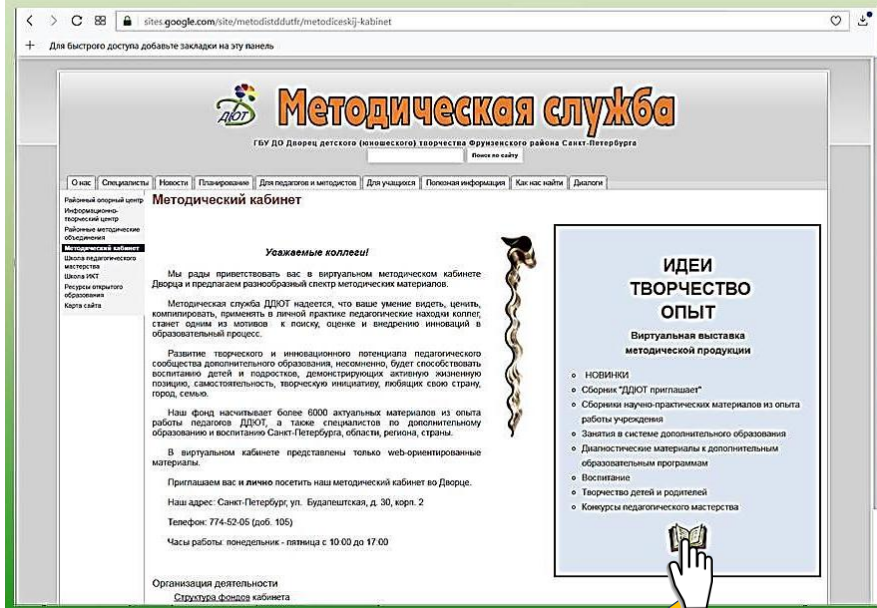 sites.google.com/site/metodistddutfr/metodiceskij-kabinet
Для быстрого доступа добавьте закладки на эту панель
ДЮТ
Методическая служба
ГБУ ДО Дворец детского (юношеского) творчества Фрунзенского района Санкт-Петербурга
Поиск по сайту
О нас Специалисты Новости Планирование Для педагогов и методистов Для учащихся Полезная информация Как нас найти Диалоги
Районный опорный центр
Информационно-
творческий центр
Районные методические
объединения
Методический кабинет
Школа педагогического
мастерства
Школа ИКТ
Ресурсы открытого
образования
Карта сайта
Методический кабинет
Уважаемые коллеги!
Мы рады приветствовать вас в виртуальном методическом кабинете
Дворца и предлагаем разнообразный спектр методических материалов.
Методическая служба ДДЮТ надеется, что ваше умение видеть, ценить,
компилировать, применять в личной практике педагогические находки коллег,
станет одним из мотивов к поиску, оценке и внедрению инноваций в
образовательный процесс.
Развитие творческого и инновационного потенциала педагогического
сообщества дополнительного образования, несомненно, будет способствовать
воспитанию детей и подростков, демонстрирующих активную жизненную
позицию, самостоятельность, творческую инициативу, любящих свою страну,
город, семью.
Наш фонд насчитывает более 6000 актуальных материалов из опыта
работы педагогов ДДЮТ, а также специалистов по дополнительному
образованию и воспитанию Санкт-Петербурга, области, региона, страны.
В виртуальном кабинете представлены только web-ориентированные
материалы.
Приглашаем вас и лично посетить наш методический кабинет во Дворце.
Наш адрес: Санкт-Петербург, ул. Будапештская, д. 30, корп. 2
Телефон: 774-52-05 (доб. 105)
Часы работы: понедельник - пятница с 10:00 до 17:00
Организация деятельности
Структура фондов кабинета
ИДЕИ
ТВОРЧЕСТВО
ОПЫТ
Виртуальная выставка
методической продукции
НОВИНКИ
Сборник "ДДЮТ приглашает"
Сборники научно-практических материалов из опыта
работы учреждения
Занятия в системе дополнительного образования
Диагностические материалы к дополнительным
образовательным программам
Воспитание
Творчество детей и родителей
Конкурсы педагогического мастерства